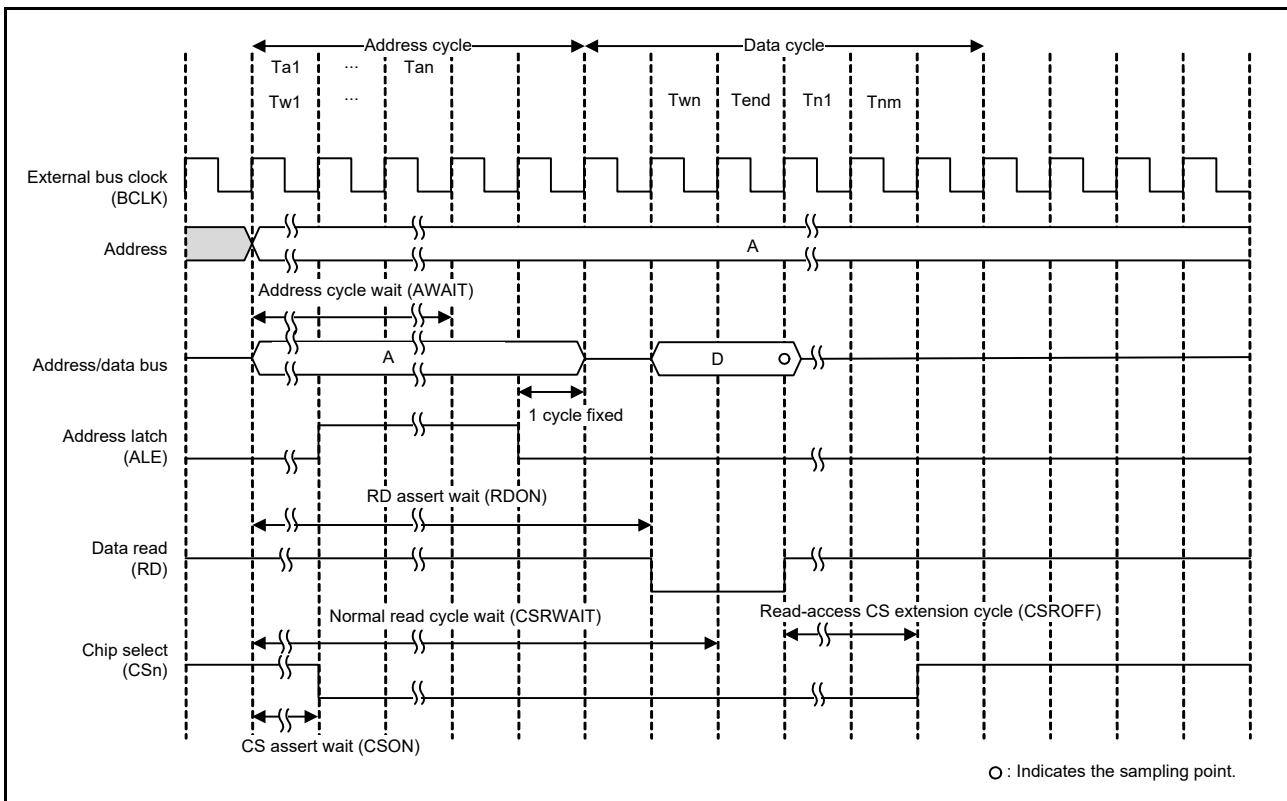 Address cycle Data cycle
Ta1 ... Tan
Tw1 ... Twn Tend Tn1 Tnm
External bus clock
(BCLK)
Address
A
Address cycle wait (AWAIT)
Address/data bus
A
D
1 cycle fixed
Address latch
(ALE)
RD assert wait (RDON)
Data read
(RD)
Normal read cycle wait (CSRWAIT)
Read-access CS extension cycle (CSROFF)
Chip select
(CSn)
CS assert wait (CSON)
: Indicates the sampling point.